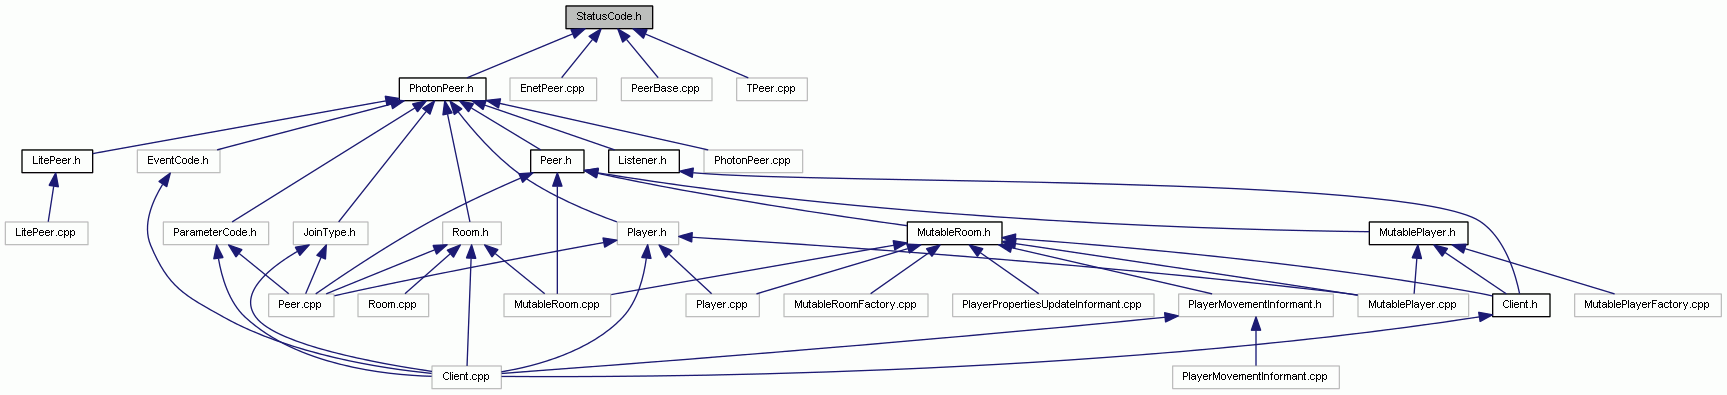 StatusCode.h
PhotonPeer.h
EnetPeer.cpp
PeerBase.cpp
TPeer.cpp
LitePeer.h
EventCode.h
Peer.h
Listener.h
PhotonPeer.cpp
LitePeer.cpp
ParameterCode.h
JoinType.h
Room.h
Player.h
MutableRoom.h
MutablePlayer.h
Peer.cpp
Room.cpp
MutableRoom.cpp
Player.cpp
MutableRoomFactory.cpp
PlayerPropertiesUpdateInformant.cpp
PlayerMovementInformant.h
MutablePlayer.cpp
Client.h
MutablePlayerFactory.cpp
Client.cpp
PlayerMovementInformant.cpp